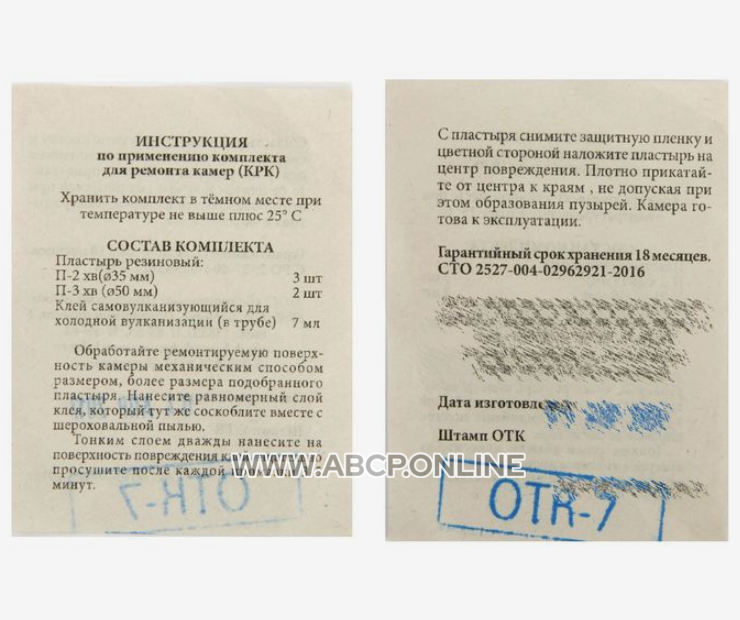 ИНСТРУКЦИЯ
по применению комплекта
для ремонта камер (КРК)
Хранить комплект в тёмном месте при
температуре не выше плюс 25° С
СОСТАВ КОМПЛЕКТА
Пластырь резиновый:
П-2 хв(ø35 мм) 3 шт
П-3 хв (ø50 мм) 2 шт
Клей самовулканизующийся для
холодной вулканизации (в трубе) 7 мл
Обработайте ремонтируемую поверх-
ность камеры механическим способом
размером, более размера подобранного
пластыря. Нанесите равномерный слой
клея, который тут же соскоблите вместе с
шероховальной пылью.
Тонким слоем дважды нанесите на
поверхность повреждения
просушите после каждой
минут.
С пластыря снимите защитную пленку и
цветной стороной наложите пластырь на
центр повреждения. Плотно прикатай-
те от центра к краям , не допуская при
этом образования пузырей. Камера го-
това к эксплуатации.
Гарантийный срок хранения 18 месяцев.
СТО 2527-004-02962921-2016
Дата
Штамп ОТК
WWW.ABCP.ONLINE
OTK-7